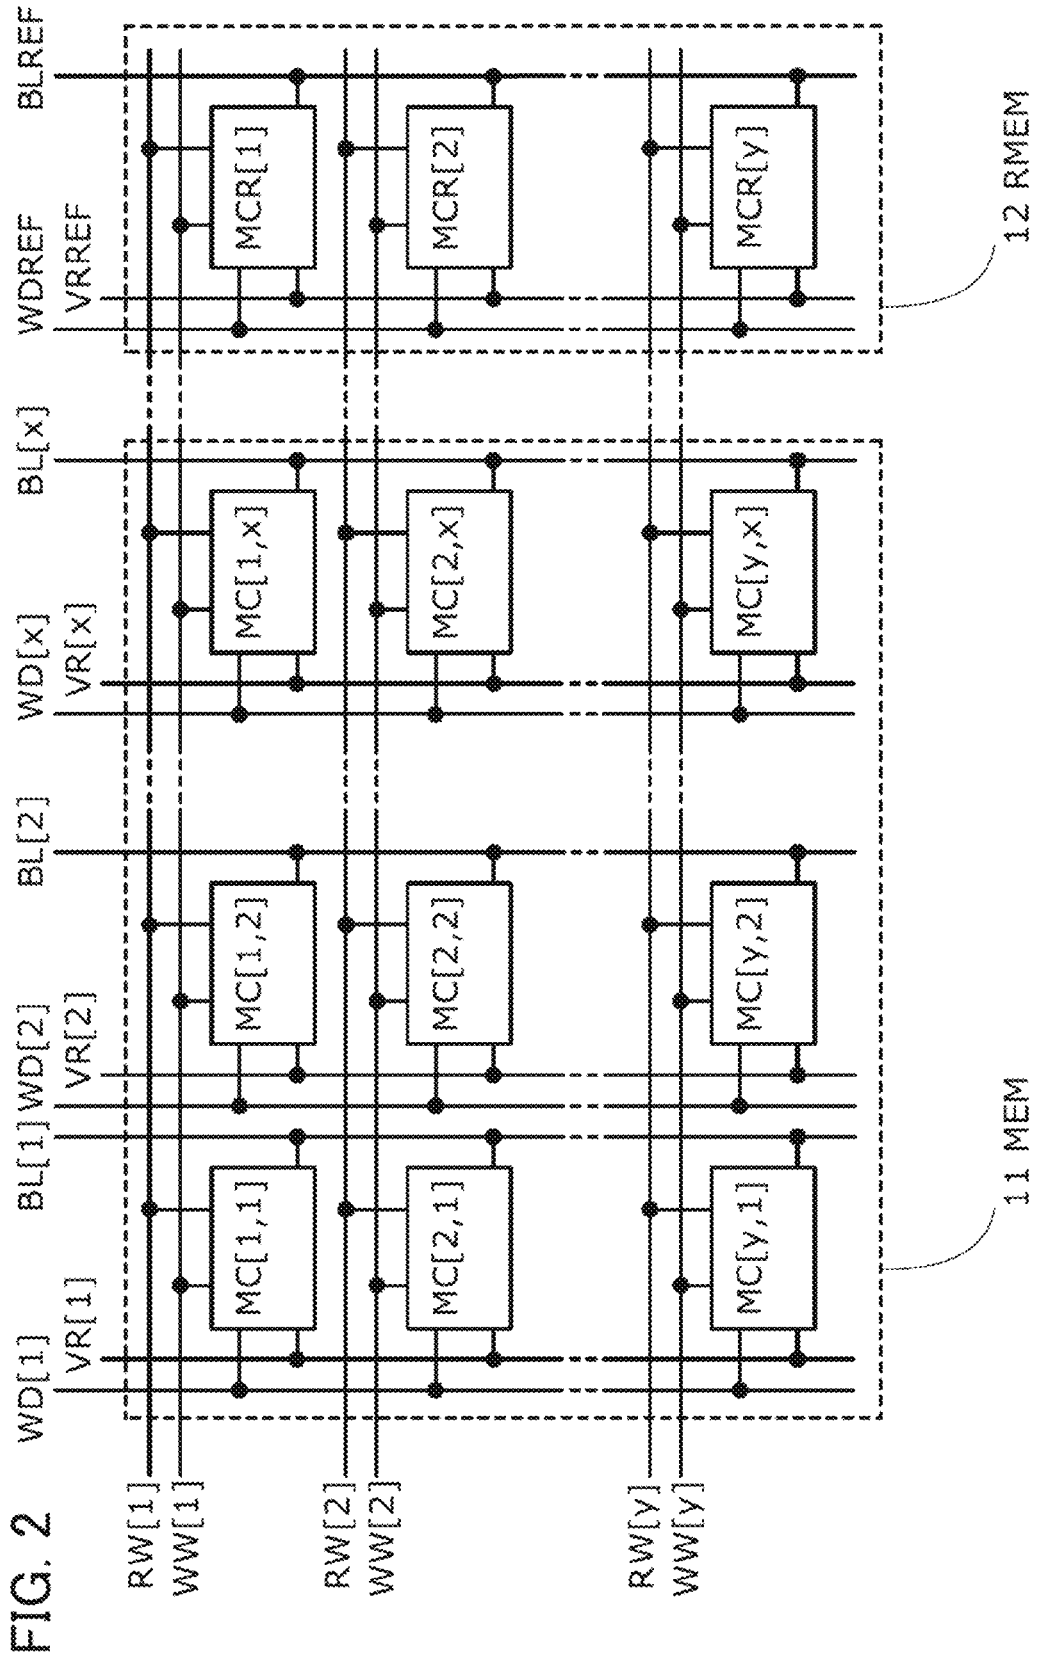 FIG. 2
WD[1]
VR[1]
BL[1]
WD[2]
VR[2]
BL[2]
WD[x]
VR[x]
BL[x]
WDREF
VRREF
BLREF
RW[1]
WW[1]
MC[1,1]
MC[1,2]
MC[1,x]
MCR[1]
RW[2]
WW[2]
MC[2,1]
MC[2,2]
MC[2,x]
MCR[2]
RW[y]
WW[y]
MC[y,1]
MC[y,2]
MC[y,x]
MCR[y]
11 MEM
12 RMEM